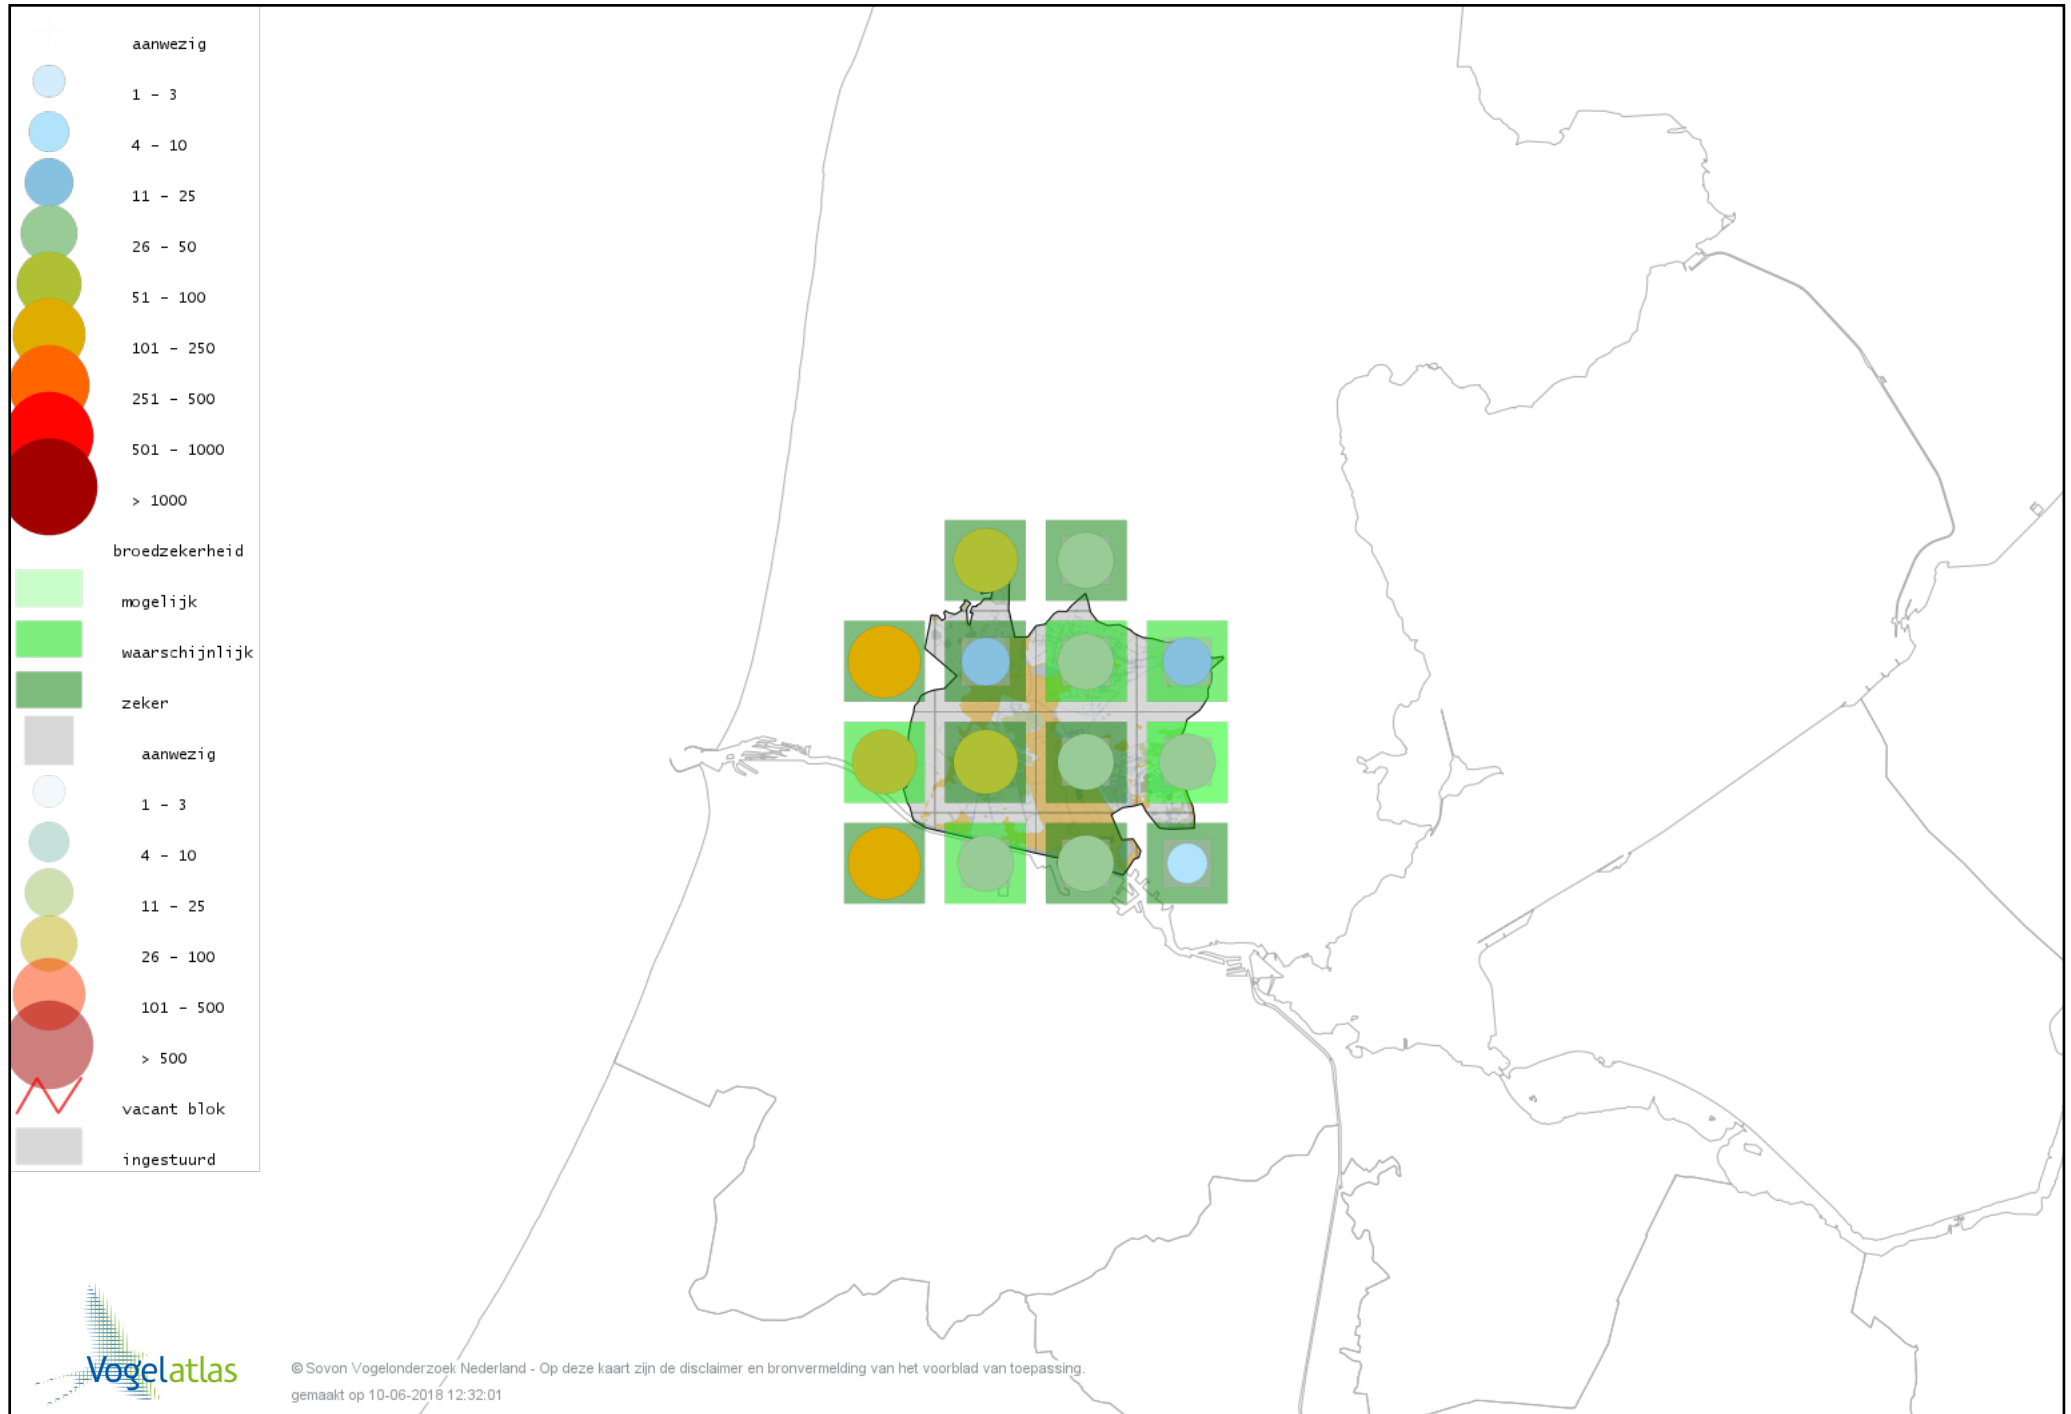 aanwezig
1 - 3
4 - 10
11 - 25
26 - 50
51 - 100
101 - 250
251 - 500
501 - 1000
> 1000
broedzekerheid
mogelijk
waarschijnlijk
zeker
aanwezig
1 - 3
4 - 10
11 - 25
26 - 100
101 - 500
> 500
vacant blok
ingestuurd
Vogelatlas
© Sovon Vogelonderzoek Nederland - Op deze kaart zijn de disclaimer en bronvermelding van het voorblad van toepassing.
gemaakt op 10-06-2018 12:32:01